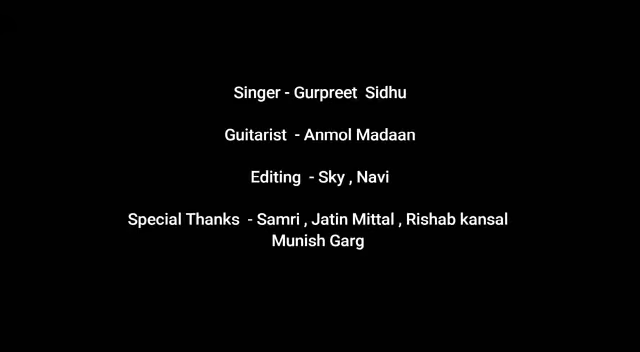 Singer - Gurpreet  Sidhu
Guitarist  - Anmol Madaan
Editing  - Sky , Navi
Special Thanks  - Samri , Jatin Mittal , Rishab kansal
Munish Garg